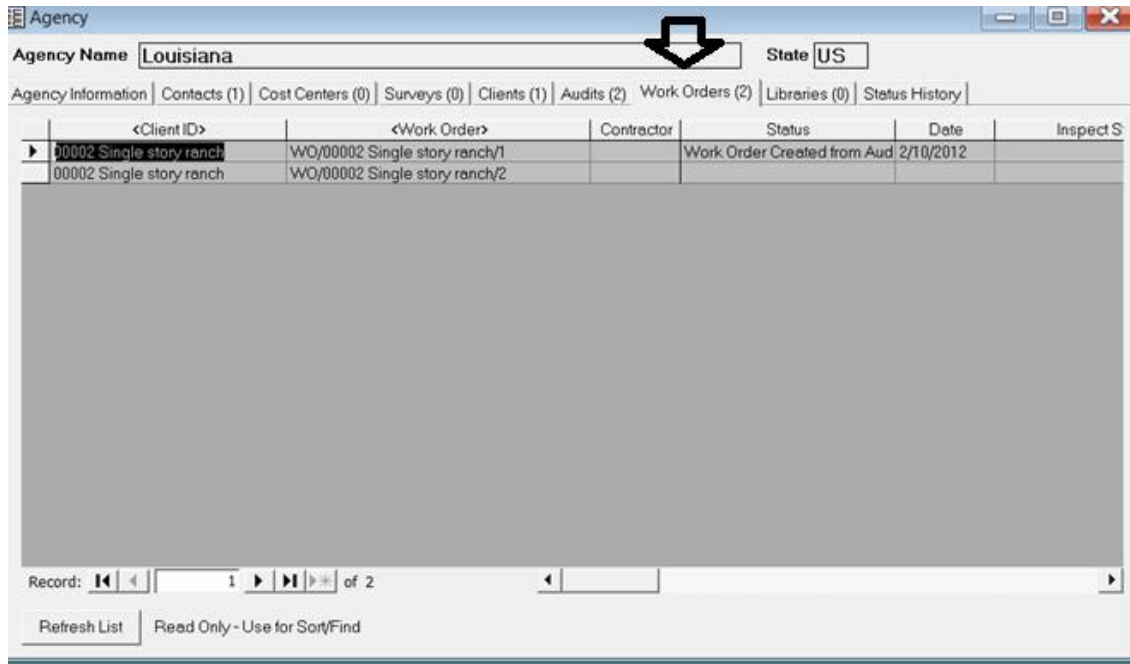 Agency
Agency Name Louisiana State US
Agency Information Contacts (1) Cost Centers (0) Surveys (0) Clients (1) Audits (2) Work Orders (2) Libraries (0) Status History
<Client ID> <Work Order> Contractor Status Date Inspect S
00002 Single story ranch WO/00002 Single story ranch/1 Work Order Created from Aud 2/10/2012
00002 Single story ranch WO/00002 Single story ranch/2
Record: 1 of 2
Refresh List Read Only - Use for Sort/Find